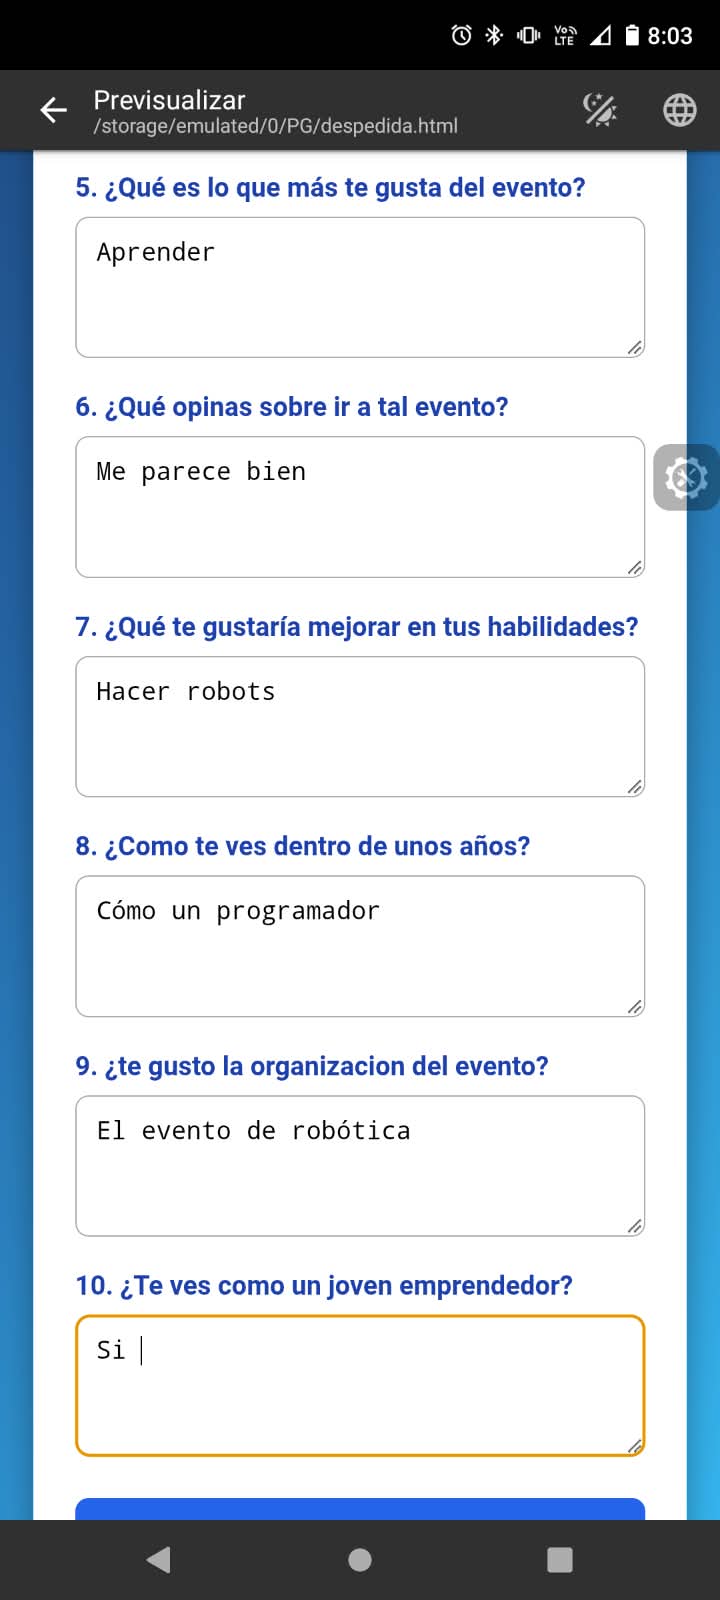 Vo)) LTE 8:03
Previsualizar
/storage/emulated/0/PG/despedida.html
5. ¿Qué es lo que más te gusta del evento?
Aprender
6. ¿Qué opinas sobre ir a tal evento?
Me parece bien
7. ¿Qué te gustaría mejorar en tus habilidades?
Hacer robots
8. ¿Como te ves dentro de unos años?
Cómo un programador
9. ¿te gusto la organizacion del evento?
El evento de robótica
10. ¿Te ves como un joven emprendedor?
Si